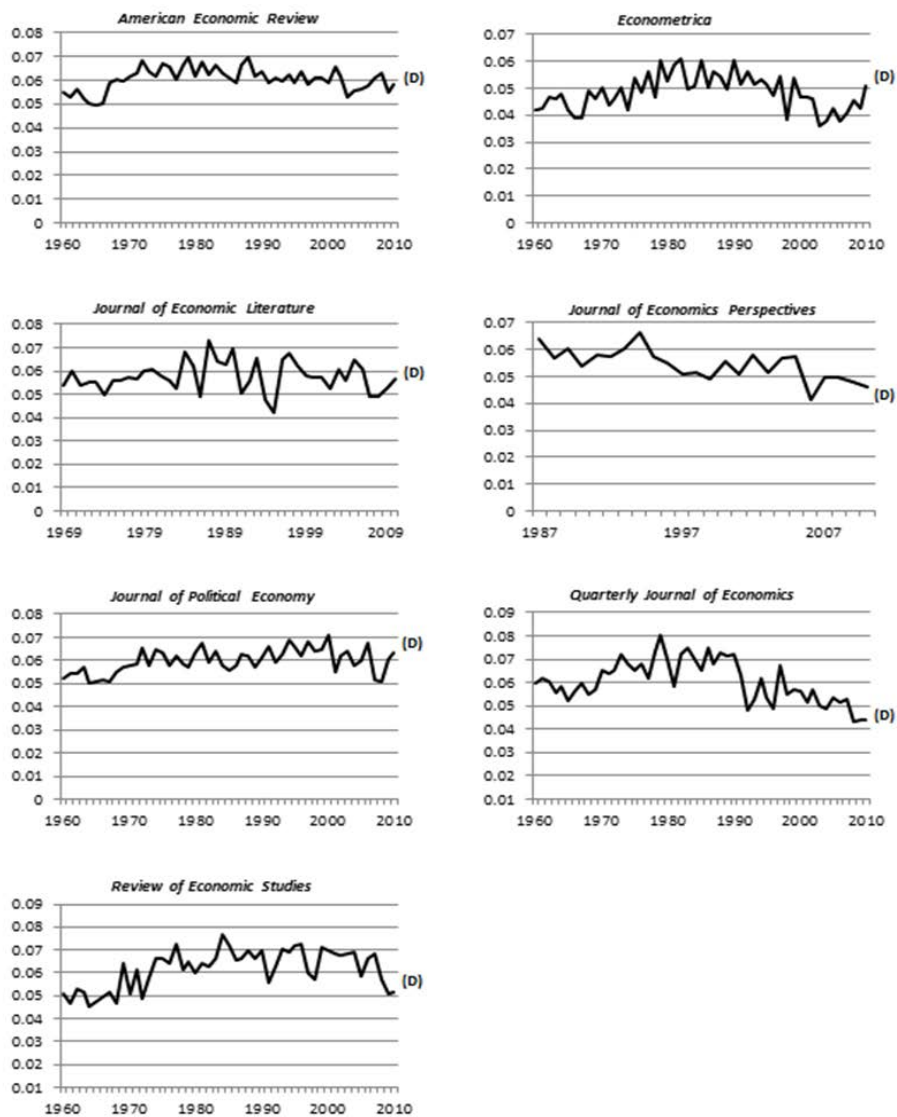 American Economic Review
0.08
0.07
0.06
0.05
0.04
0.03
0.02
0.01
0
(D)
1960 1970 1980 1990 2000 2010
Econometrica
0.07
0.06
0.05
0.04
0.03
0.02
0.01
0
(D)
1960 1970 1980 1990 2000 2010
Journal of Economic Literature
0.08
0.07
0.06
0.05
0.04
0.03
0.02
0.01
0
(D)
1969 1979 1989 1999 2009
Journal of Economics Perspectives
0.07
0.06
0.05
0.04
0.03
0.02
0.01
0
(D)
1987 1997 2007
Journal of Political Economy
0.08
0.07
0.06
0.05
0.04
0.03
0.02
0.01
0
(D)
1960 1970 1980 1990 2000 2010
Quarterly Journal of Economics
0.09
0.08
0.07
0.06
0.05
0.04
0.03
0.02
0.01
(D)
1960 1970 1980 1990 2000 2010
Review of Economic Studies
0.09
0.08
0.07
0.06
0.05
0.04
0.03
0.02
0.01
(D)
1960 1970 1980 1990 2000 2010